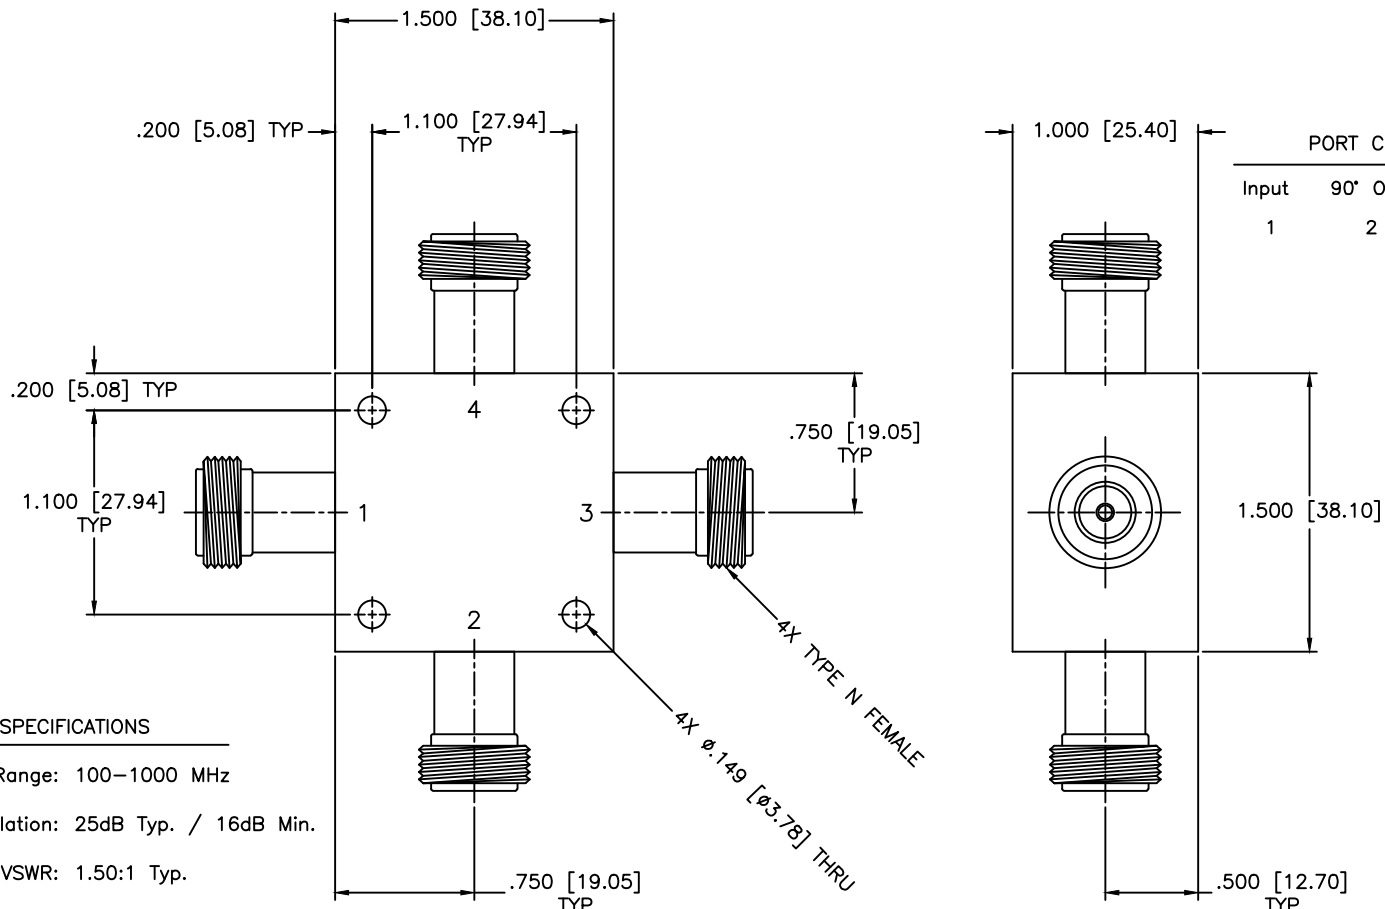 1.500 [38.10]
.200 [5.08] TYP
1.100 [27.94]
TYP
1.000 [25.40]
PORT C
Input 90° O
1 2
.200 [5.08] TYP
4
.750 [19.05]
TYP
1.100 [27.94]
TYP
1
3
1.500 [38.10]
2
4X TYPE N FEMALE
4X ø.149 [ø3.78] THRU
SPECIFICATIONS
Range: 100-1000 MHz
lation: 25dB Typ. / 16dB Min.
VSWR: 1.50:1 Typ.
.750 [19.05]
TYP
.500 [12.70]
TYP